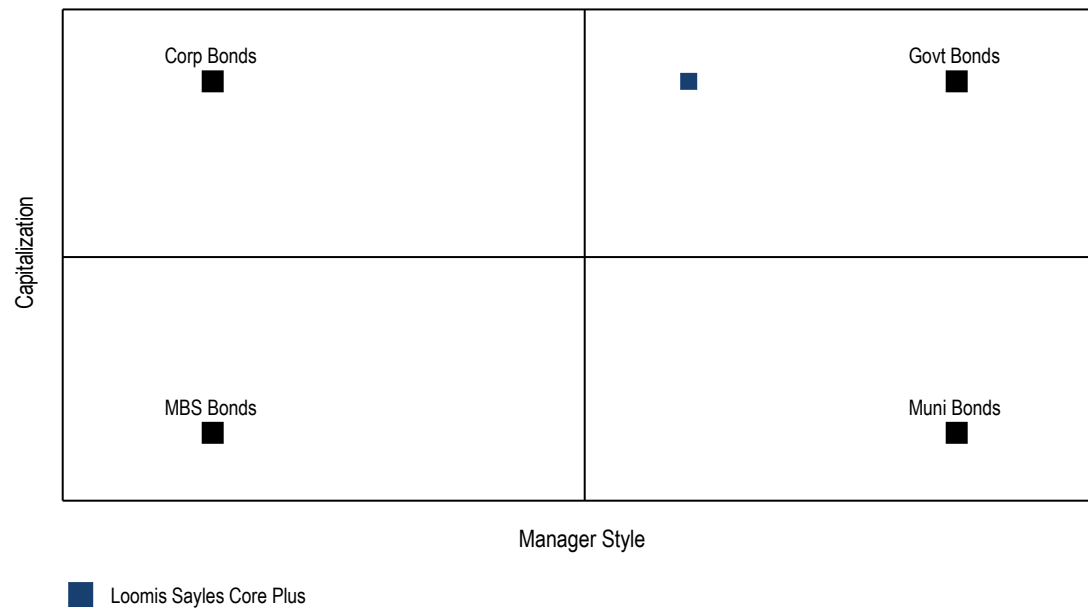 Corp Bonds
Govt Bonds
Capitalization
MBS Bonds
Muni Bonds
Manager Style
Loomis Sayles Core Plus